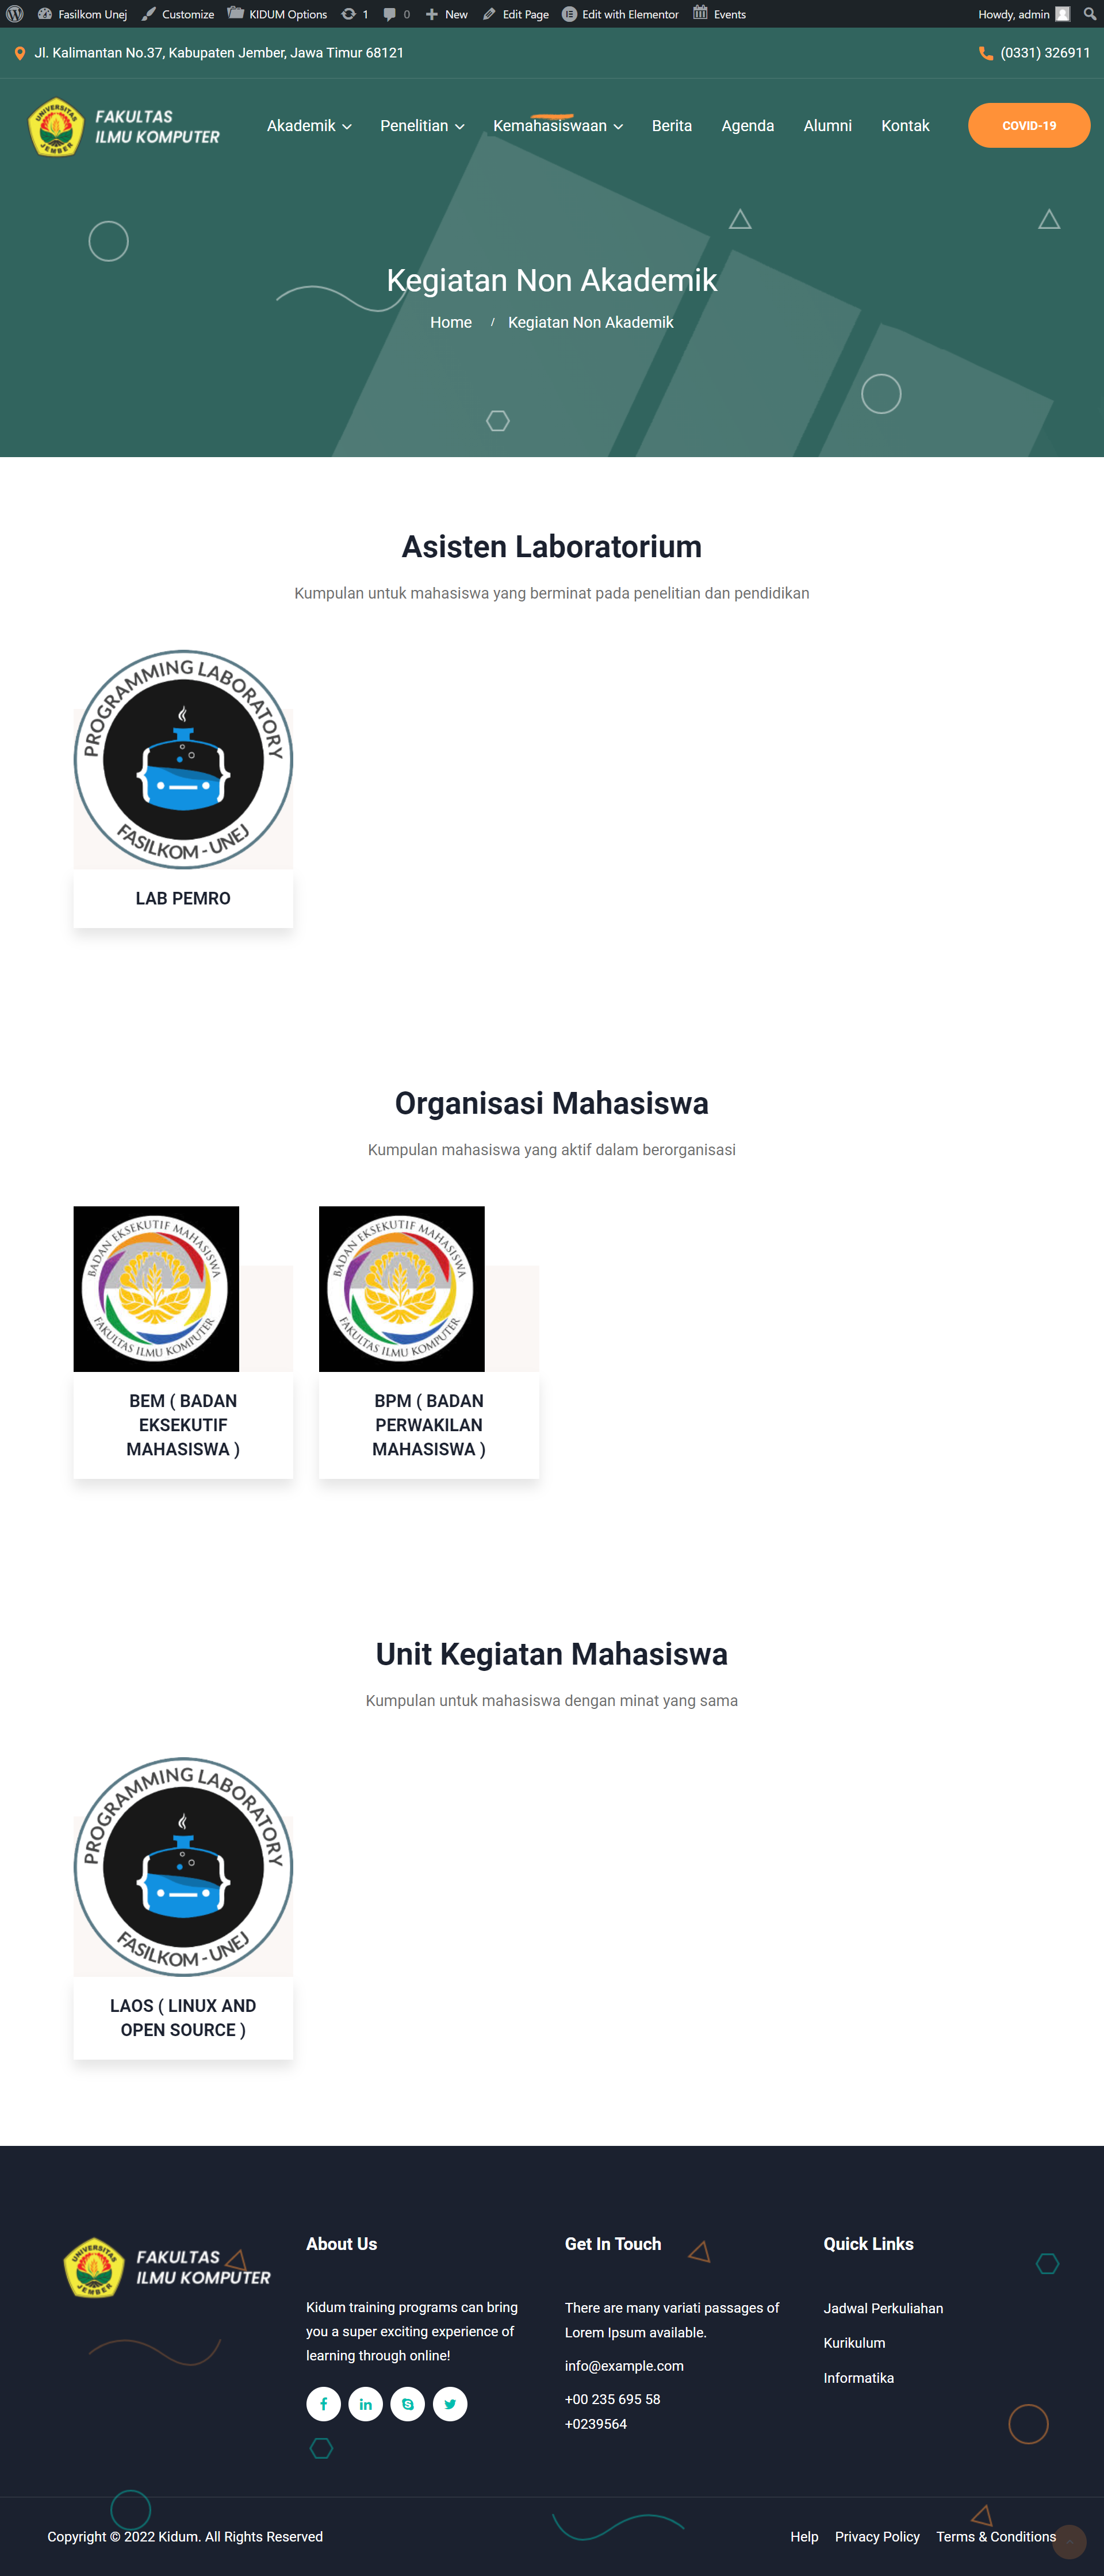 Fasilkom Unej Customize KIDUM Options 1 0 New Edit Page Edit with Elementor Events Howdy, admin
Jl. Kalimantan No.37, Kabupaten Jember, Jawa Timur 68121 (0331) 326911
UNIVERSITAS JEMBER
FAKULTAS
ILMU KOMPUTER
Akademik Penelitian Kemahasiswaan Berita Agenda Alumni Kontak COVID-19
Kegiatan Non Akademik
Home / Kegiatan Non Akademik
Asisten Laboratorium
Kumpulan untuk mahasiswa yang berminat pada penelitian dan pendidikan
PROGRAMMING LABORATORY
FASILKOM - UNEJ
LAB PEMRO
Organisasi Mahasiswa
Kumpulan mahasiswa yang aktif dalam berorganisasi
BADAN EKSEKUTIF MAHASISWA
FAKULTAS ILMU KOMPUTER
BEM ( BADAN
EKSEKUTIF
MAHASISWA )
BADAN EKSEKUTIF MAHASISWA
FAKULTAS ILMU KOMPUTER
BPM ( BADAN
PERWAKILAN
MAHASISWA )
Unit Kegiatan Mahasiswa
Kumpulan untuk mahasiswa dengan minat yang sama
PROGRAMMING LABORATORY
FASILKOM - UNEJ
LAOS ( LINUX AND
OPEN SOURCE )
UNIVERSITAS JEMBER
FAKULTAS
ILMU KOMPUTER
About Us
Kidum training programs can bring
you a super exciting experience of
learning through online!
Get In Touch
There are many variati passages of
Lorem Ipsum available.
info@example.com
+00 235 695 58
+0239564
Quick Links
Jadwal Perkuliahan
Kurikulum
Informatika
Copyright © 2022 Kidum. All Rights Reserved
Help Privacy Policy Terms & Conditions